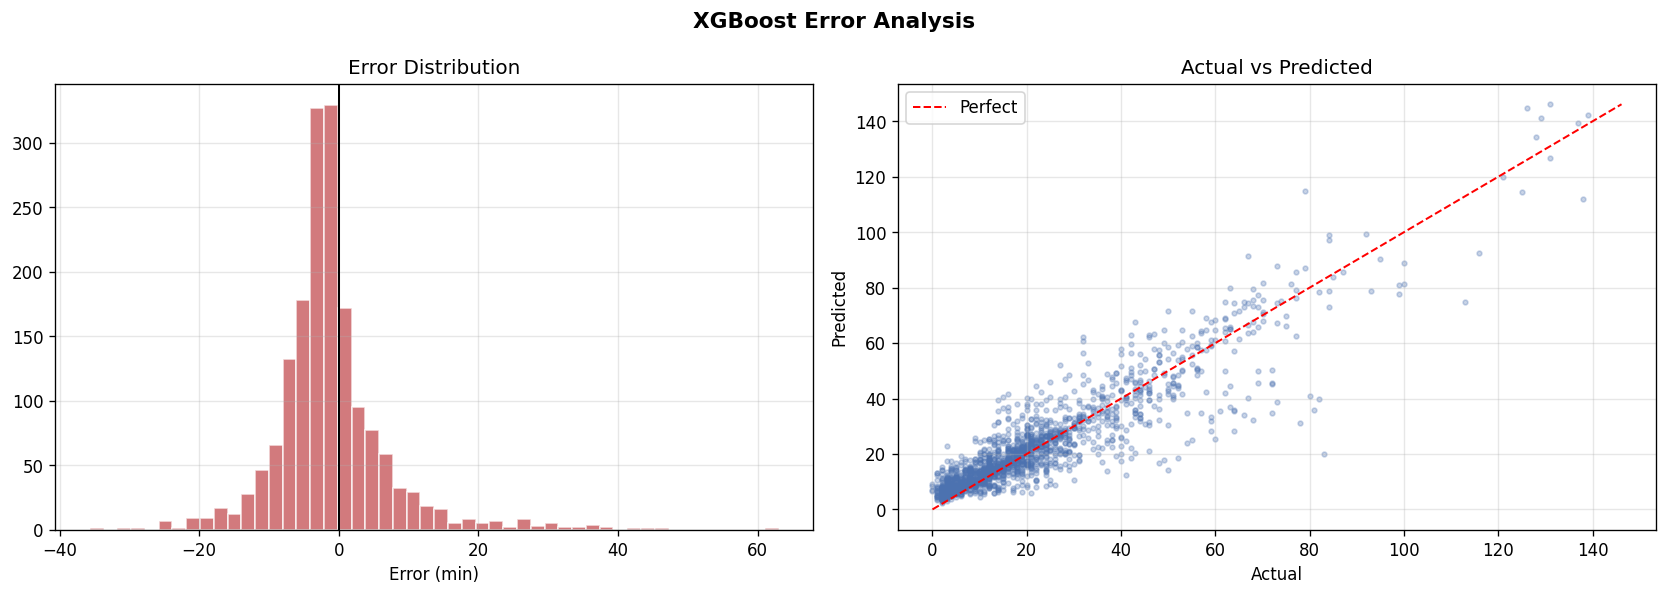 XGBoost Error Analysis
Error Distribution
300
250
200
150
100
50
0
−40 −20 0 20 40 60
Error (min)
Actual vs Predicted
Perfect
Predicted
140
120
100
80
60
40
20
0
0 20 40 60 80 100 120 140
Actual